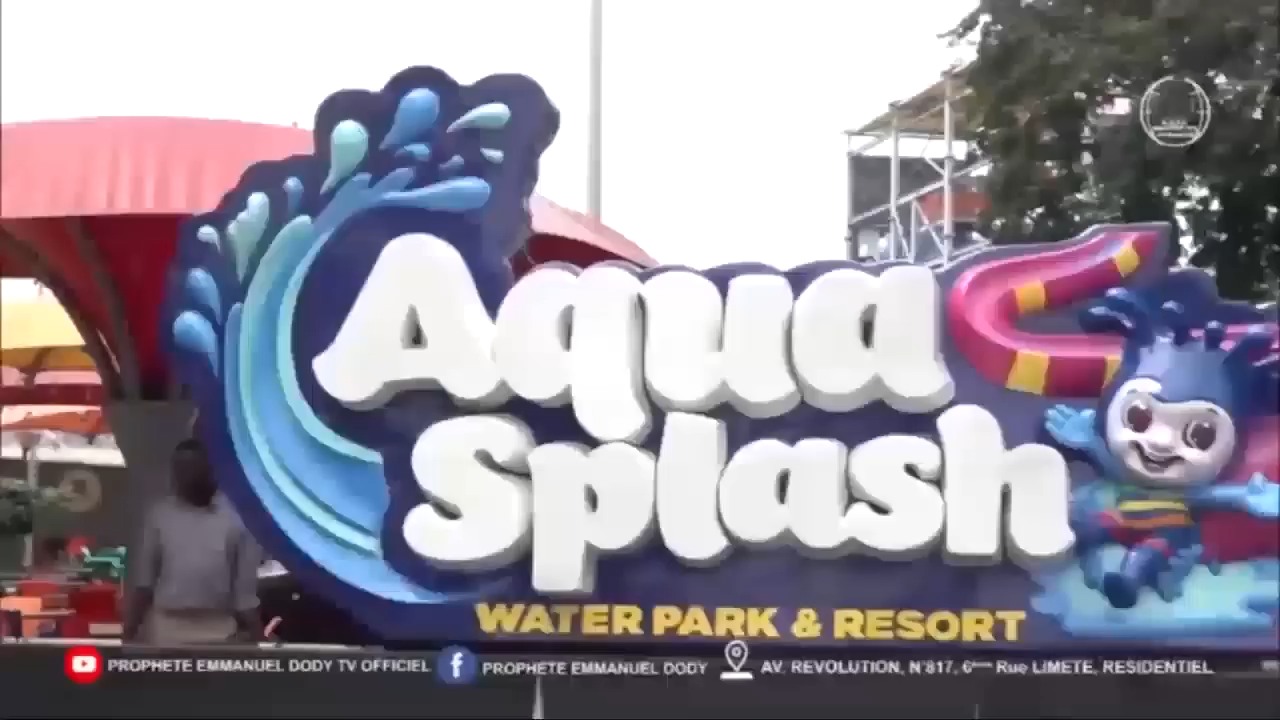 Aqua
Splash
WATER PARK & RESORT
PROPHETE EMMANUEL DODY TV OFFICIEL PROPHETE EMMANUEL DODY AV. REVOLUTION, N°817, 6ème Rue LIMETE, RESIDENTIEL